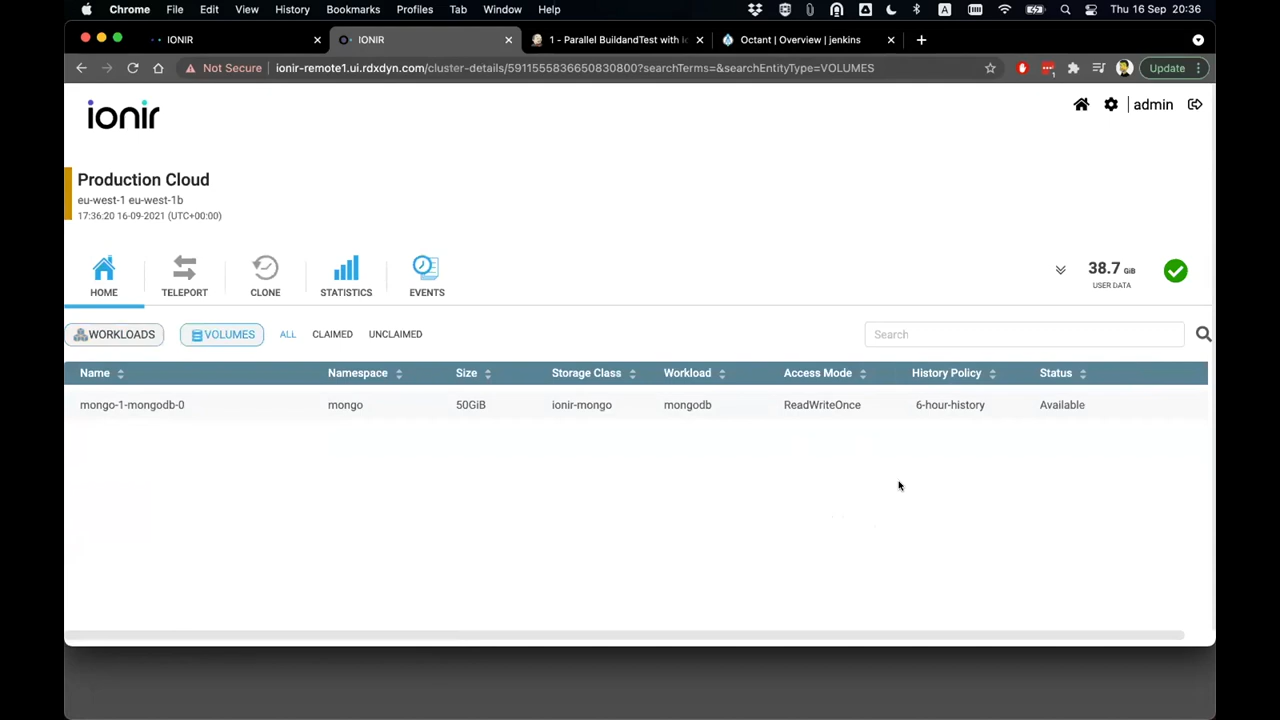 Chrome File Edit View History Bookmarks Profiles Tab Window Help A Thu 16 Sep 20:36
IONIR IONIR 1 - Parallel BuildandTest with i Octant | Overview | jenkins
Not Secure ionir-remote1.ui.rdxdyn.com/cluster-details/5911555836650830800?searchTerms=&searchEntityType=VOLUMES Update
ionir admin
Production Cloud
eu-west-1 eu-west-1b
17:36:20 16-09-2021 (UTC+00:00)
HOME TELEPORT CLONE STATISTICS EVENTS 38.7 GiB
USER DATA
WORKLOADS VOLUMES ALL CLAIMED UNCLAIMED Search
Name Namespace Size Storage Class Workload Access Mode History Policy Status
mongo-1-mongodb-0 mongo 50GiB ionir-mongo mongodb ReadWriteOnce 6-hour-history Available